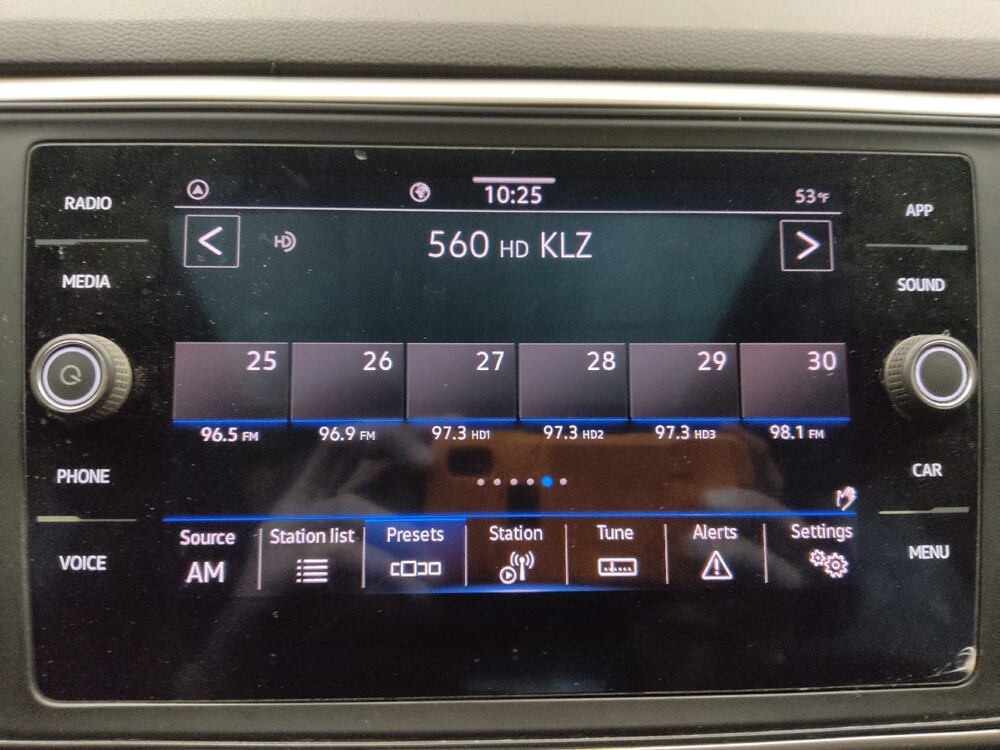 RADIO
MEDIA
PHONE
VOICE
10:25
53°F
HD
560 HD KLZ
25 26 27 28 29 30
96.5 FM 96.9 FM 97.3 HD1 97.3 HD2 97.3 HD3 98.1 FM
Source Station list Presets Station Tune Alerts Settings
AM
APP
SOUND
CAR
MENU